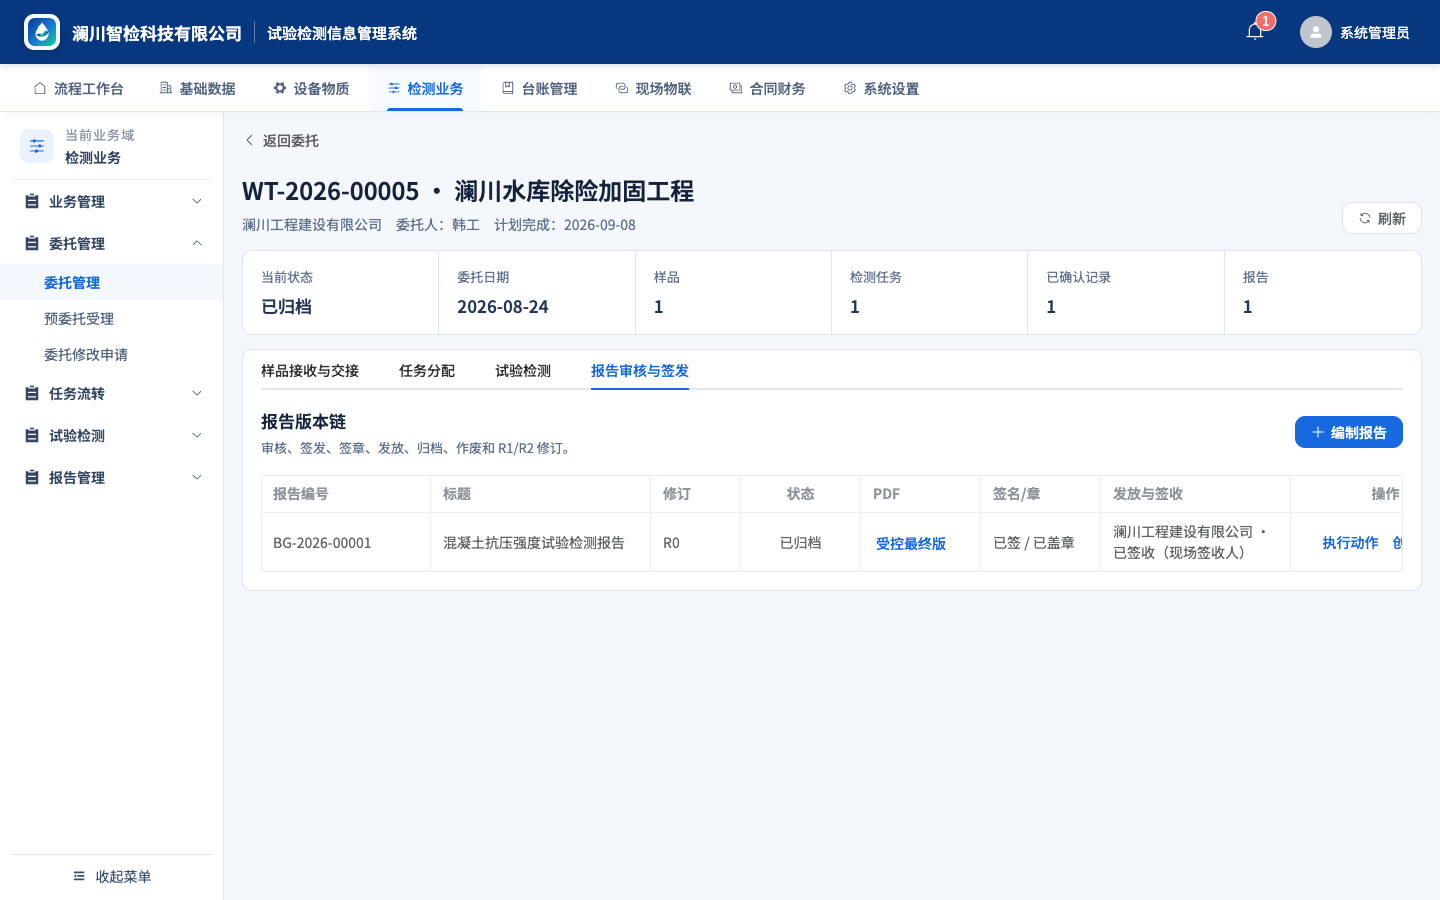 澜川智检科技有限公司
试验检测信息管理系统
1
系统管理员
流程工作台
基础数据
设备物质
检测业务
台账管理
现场物联
合同财务
系统设置
当前业务域
检测业务
业务管理
委托管理
委托管理
预委托受理
委托修改申请
任务流转
试验检测
报告管理
收起菜单
返回委托
WT-2026-00005 · 澜川水库除险加固工程
澜川工程建设有限公司 委托人：韩工 计划完成：2026-09-08
刷新
当前状态
已归档
委托日期
2026-08-24
样品
1
检测任务
1
已确认记录
1
报告
1
样品接收与交接
任务分配
试验检测
报告审核与签发
报告版本链
审核、签发、签章、发放、归档、作废和 R1/R2 修订。
编制报告
报告编号 标题 修订 状态 PDF 签名/章 发放与签收 操作
BG-2026-00001 混凝土抗压强度试验检测报告 R0 已归档 受控最终版 已签 / 已盖章 澜川工程建设有限公司 ·
已签收（现场签收人）
执行动作